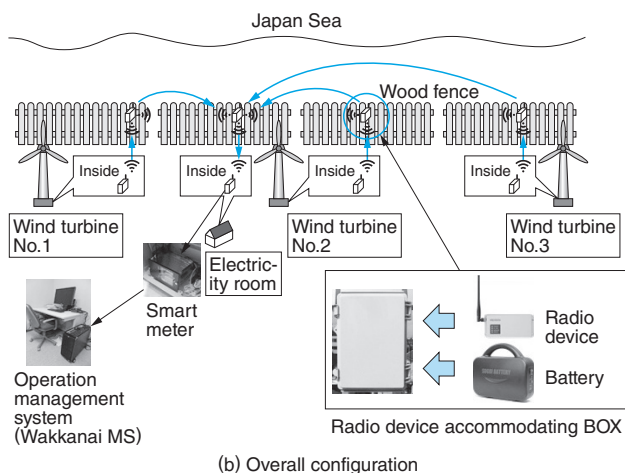 Japan Sea
Wood fence
Inside
Inside
Inside
Inside
Wind turbine
No.1
Wind turbine
No.2
Wind turbine
No.3
Electric-
ity room
Smart
meter
Operation
management
system
(Wakkanai MS)
Radio
device
Battery
Radio device accommodating BOX
(b) Overall configuration